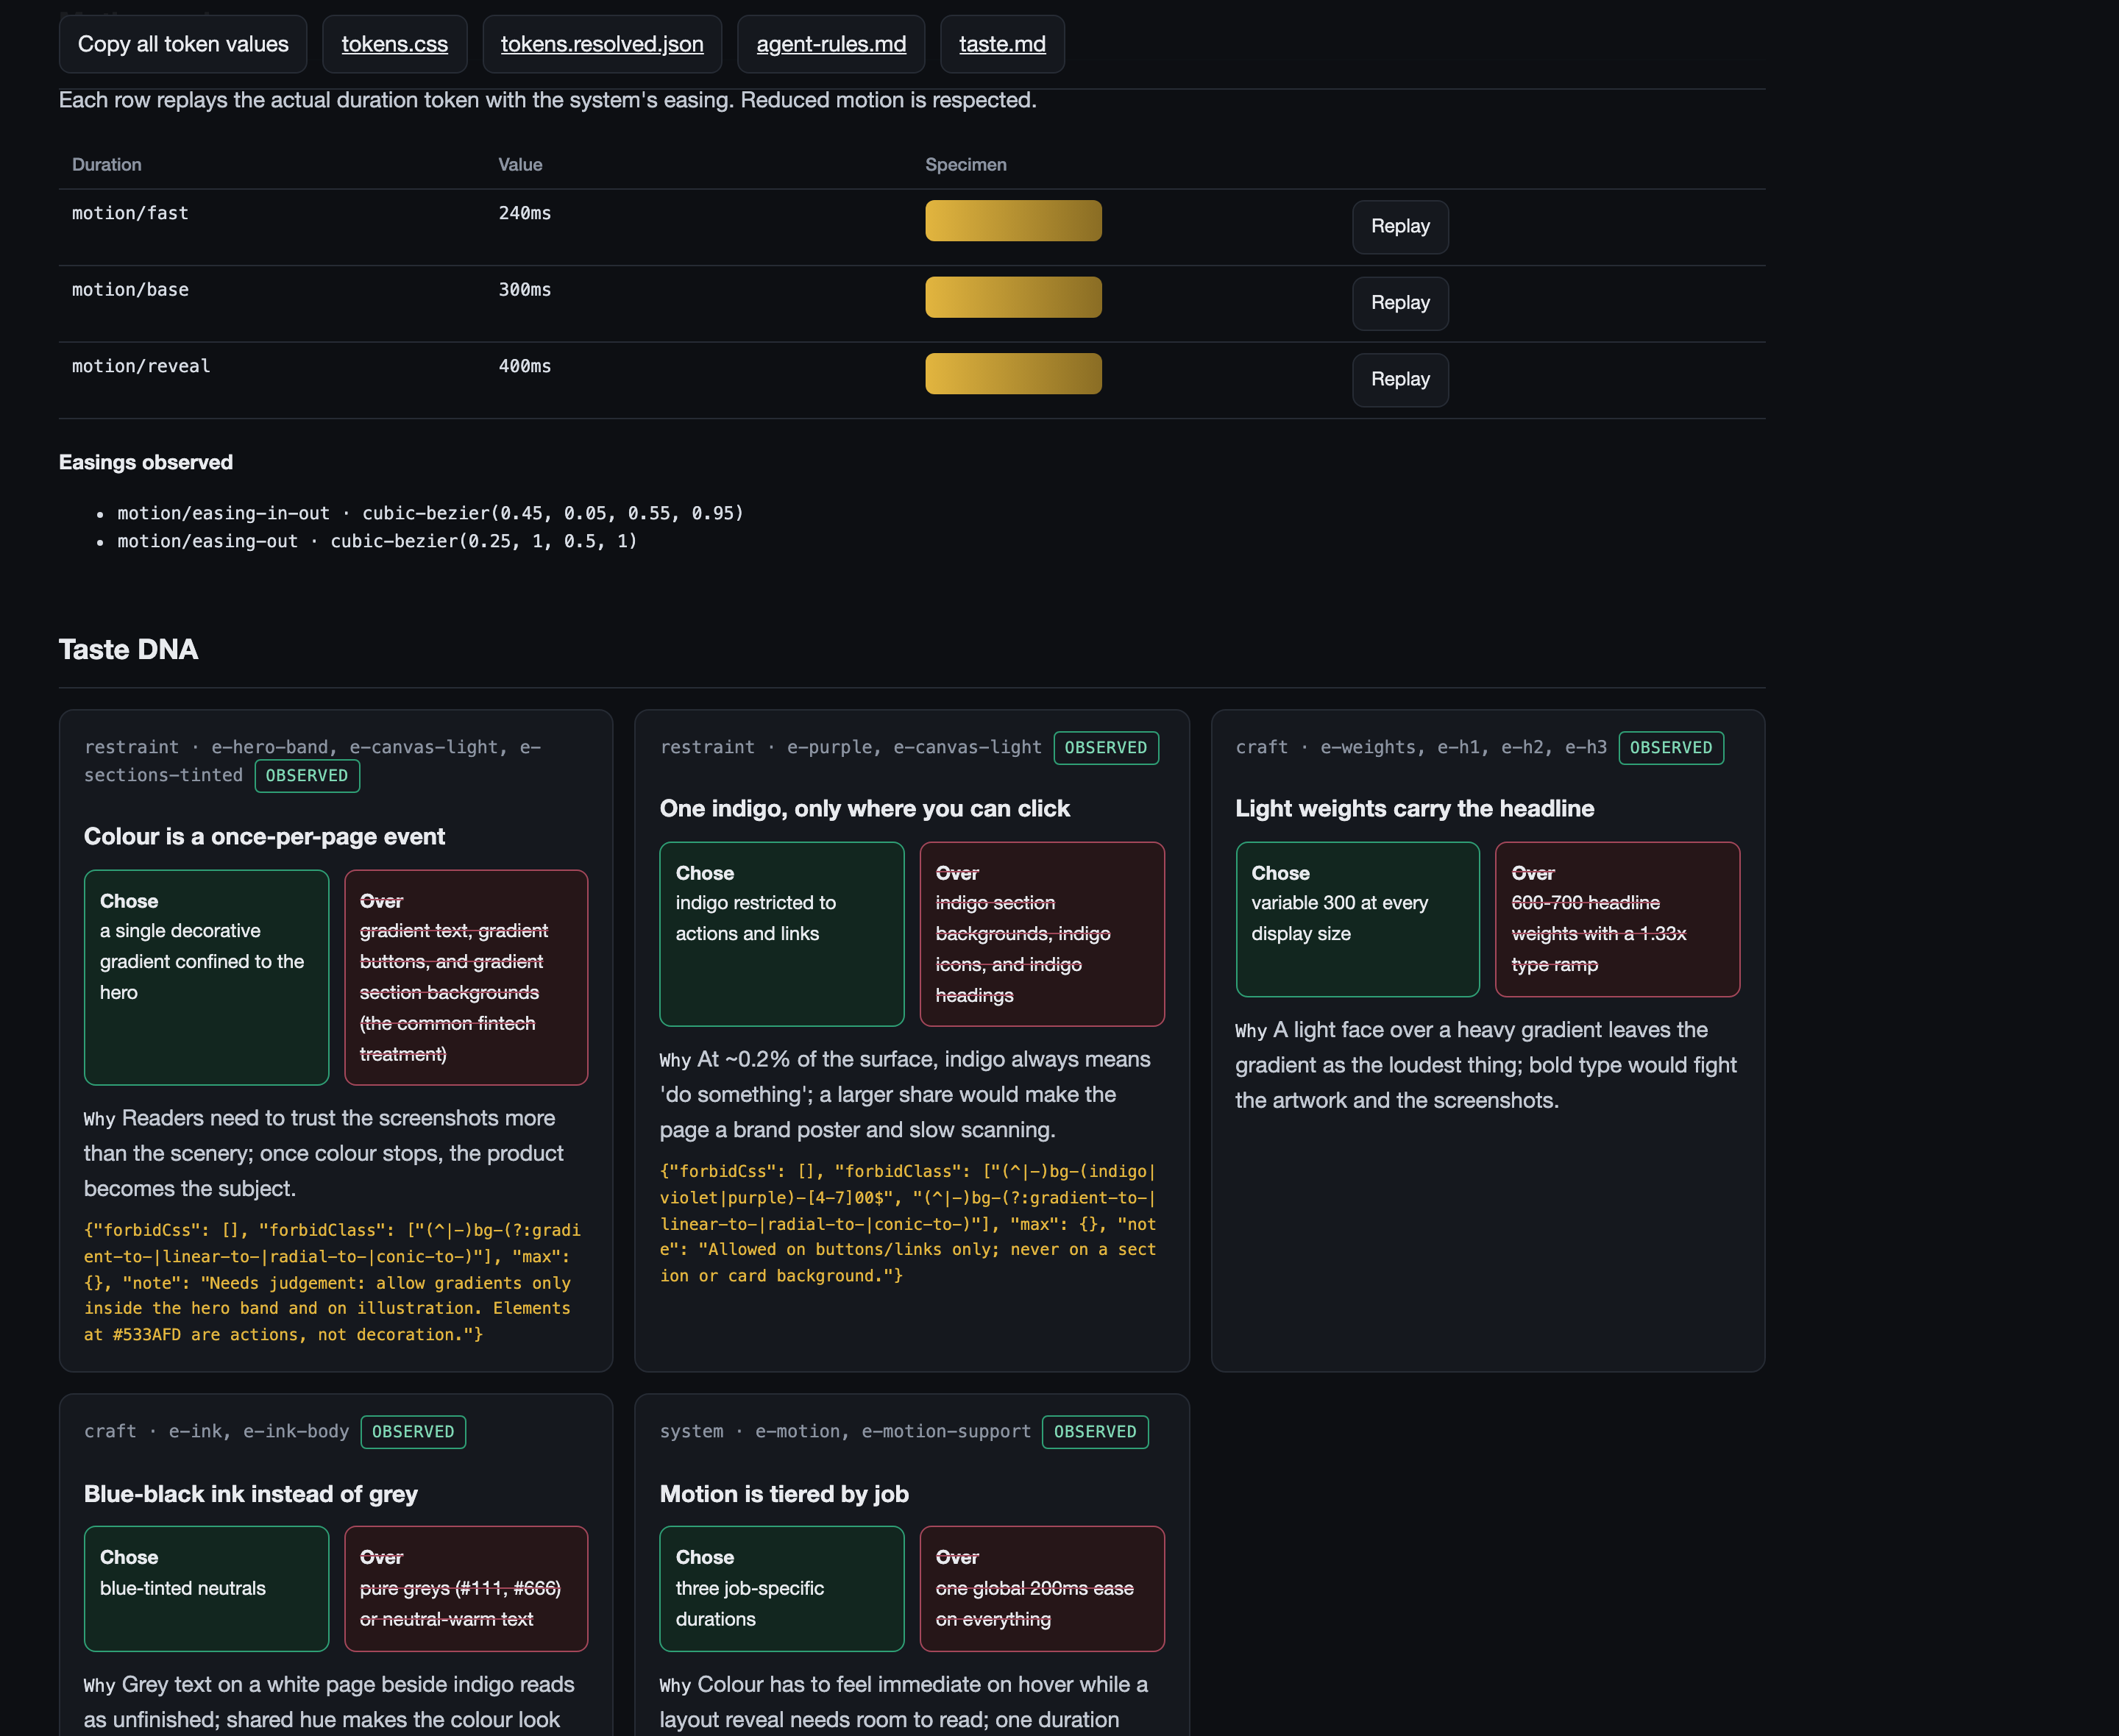 Copy all token values
tokens.css
tokens.resolved.json
agent-rules.md
taste.md
Each row replays the actual duration token with the system's easing. Reduced motion is respected.
Duration Value Specimen
motion/fast 240ms Replay
motion/base 300ms Replay
motion/reveal 400ms Replay
Easings observed
• motion/easing-in-out · cubic-bezier(0.45, 0.05, 0.55, 0.95)
• motion/easing-out · cubic-bezier(0.25, 1, 0.5, 1)
Taste DNA
restraint · e-hero-band, e-canvas-light, e-
sections-tinted OBSERVED
Colour is a once-per-page event
Chose
a single decorative
gradient confined to the
hero
Over
gradient text, gradient
buttons, and gradient
section backgrounds
(the common fintech
treatment)
Why Readers need to trust the screenshots more
than the scenery; once colour stops, the product
becomes the subject.
{"forbidCss": [], "forbidClass": ["(^|-)bg-(?:gradi
ent-to-|linear-to-|radial-to-|conic-to-)"], "max":
{}, "note": "Needs judgement: allow gradients only
inside the hero band and on illustration. Elements
at #533AFD are actions, not decoration."}
restraint · e-purple, e-canvas-light OBSERVED
One indigo, only where you can click
Chose
indigo restricted to
actions and links
Over
indigo section
backgrounds, indigo
icons, and indigo
headings
Why At ~0.2% of the surface, indigo always means
'do something'; a larger share would make the
page a brand poster and slow scanning.
{"forbidCss": [], "forbidClass": ["(^|-)bg-(indigo|
violet|purple)-[4-7]00$", "(^|-)bg-(?:gradient-to-|
linear-to-|radial-to-|conic-to-)"], "max": {}, "not
e": "Allowed on buttons/links only; never on a sect
ion or card background."}
craft · e-weights, e-h1, e-h2, e-h3 OBSERVED
Light weights carry the headline
Chose
variable 300 at every
display size
Over
600-700 headline
weights with a 1.33x
type ramp
Why A light face over a heavy gradient leaves the
gradient as the loudest thing; bold type would fight
the artwork and the screenshots.
craft · e-ink, e-ink-body OBSERVED
Blue-black ink instead of grey
Chose
blue-tinted neutrals
Over
pure greys (#111, #666)
or neutral-warm text
Why Grey text on a white page beside indigo reads
as unfinished; shared hue makes the colour look
system · e-motion, e-motion-support OBSERVED
Motion is tiered by job
Chose
three job-specific
durations
Over
one global 200ms ease
on everything
Why Colour has to feel immediate on hover while a
layout reveal needs room to read; one duration